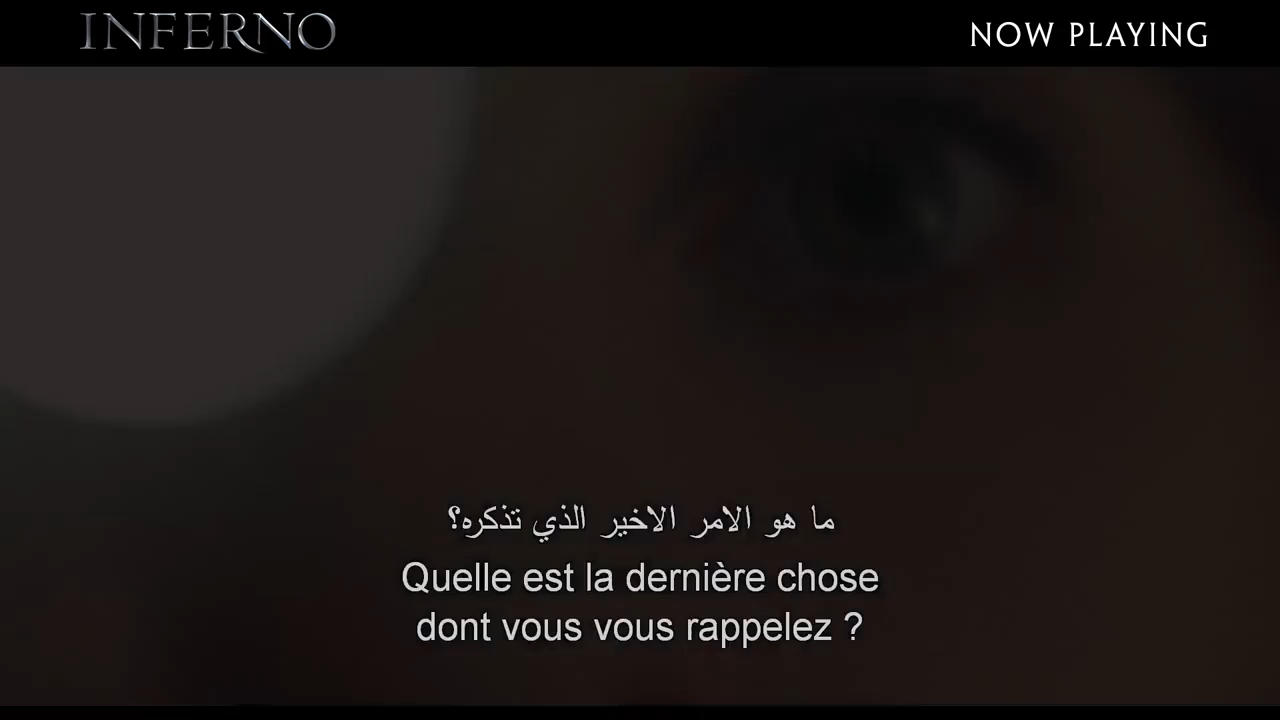 INFERNO
NOW PLAYING
ما هو الامر الاخير الذي تذكره؟
Quelle est la dernière chose
dont vous vous rappelez ?